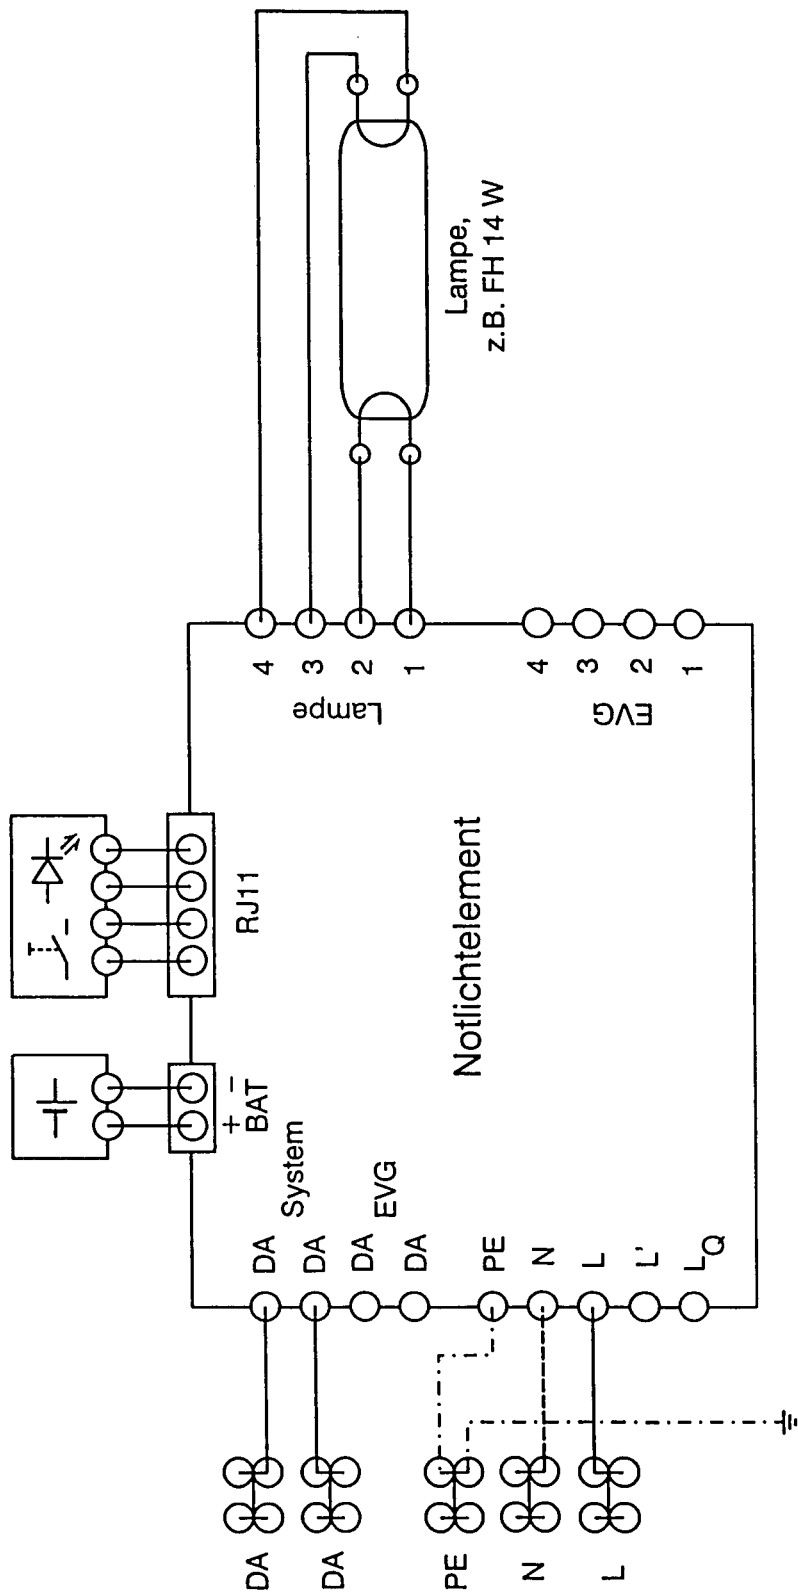 Lampe,
z.B. FH 14 W
4
3
2
1
Lampe
4
3
2
1
EVG
RJ11
Notlichtelement
+ −
BAT
DA
System
DA
DA
EVG
DA
PE
N
L
L'
LQ
DA
DA
PE
N
L